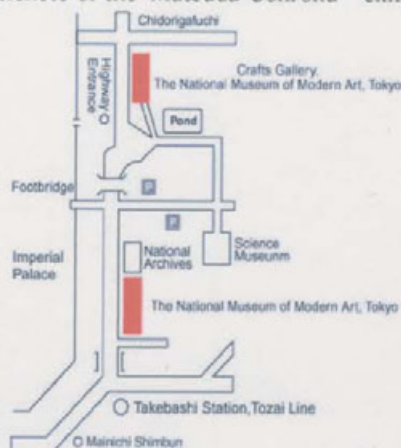 Chidorigafuchi
Highway
Entrance
Crafts Gallery,
The National Museum of Modern Art, Tokyo
Pond
Footbridge
P
P
Imperial
Palace
National
Archives
Science
Museunm
The National Museum of Modern Art, Tokyo
Takebashi Station, Tozai Line
Mainichi Shimbun